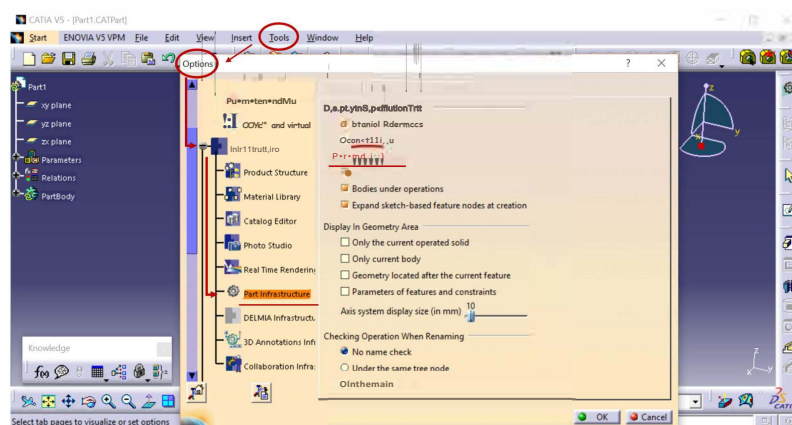 CATIA V5 - [Part1.CATPart]
Start ENOVIA V5 VPM File Edit View Insert Tools Window Help
Options ?
Part1
xy plane
yz plane
zx plane
Parameters
Relations
PartBody
and virtual
Product Structure
Material Library
Catalog Editor
Photo Studio
Real Time Renderin
Part Infrastructure
DELMIA Infrastructu
3D Annotations Infr
Collaboration Infra:
Bodies under operations
Expand sketch-based feature nodes at creation
Display In Geometry Area
Only the current operated solid
Only current body
Geometry located after the current feature
Parameters of features and constraints
Axis system display size (in mm) 10
Checking Operation When Renaming
No name check
Under the same tree node
OInthemain
OK Cancel
z
y
x
Knowledge
f(x)
z
x
Select tab pages to visualize or set options